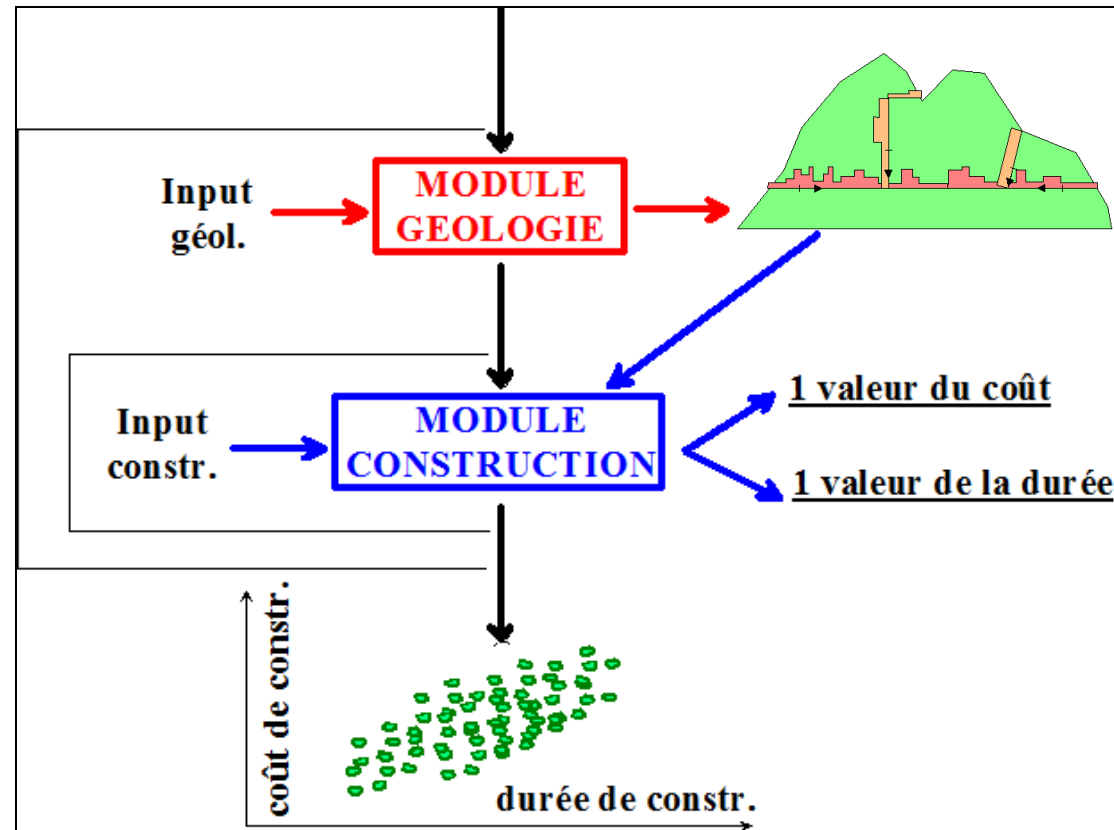 Input
géol.
MODULE
GEOLOGIE
Input
constr.
MODULE
CONSTRUCTION
1 valeur du coût
1 valeur de la durée
coût de constr.
durée de constr.